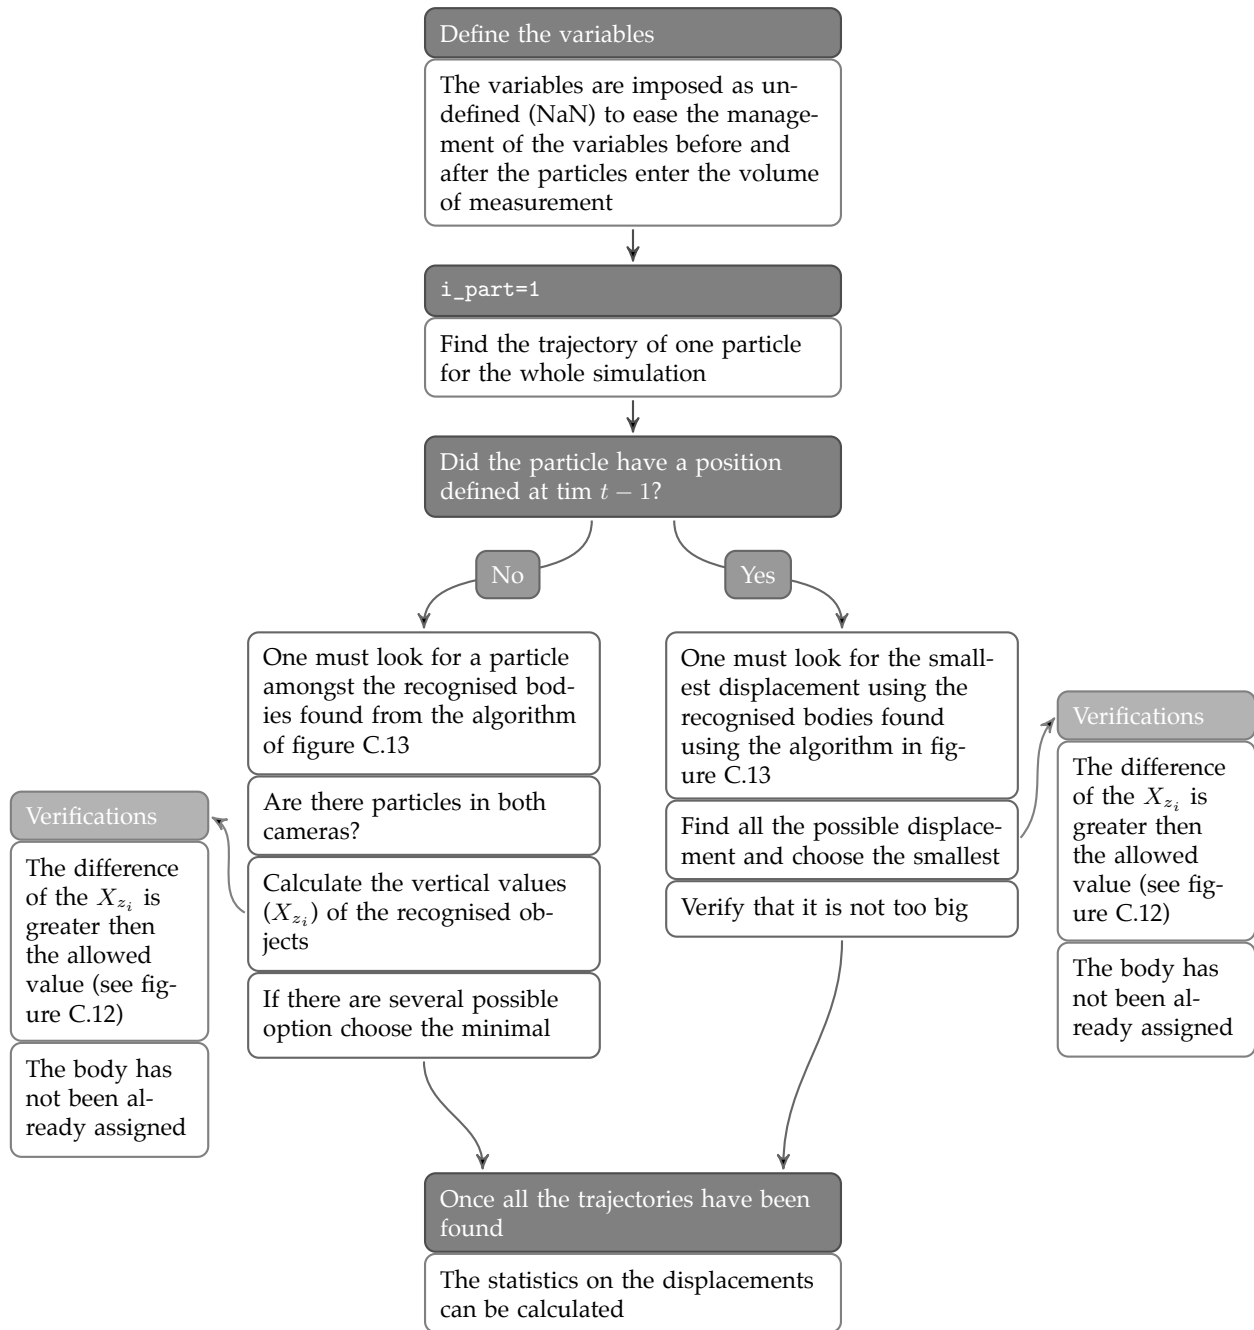 Define the variables
The variables are imposed as un-
defined (NaN) to ease the manage-
ment of the variables before and
after the particles enter the volume
of measurement
i_part=1
Find the trajectory of one particle
for the whole simulation
Did the particle have a position
defined at tim $t-1$?
No
Yes
One must look for a particle
amongst the recognised bod-
ies found from the algorithm
of figure C.13
Are there particles in both
cameras?
Calculate the vertical values
($X_{z_i}$) of the recognised ob-
jects
If there are several possible
option choose the minimal
Verifications
The difference
of the $X_{z_i}$ is
greater then
the allowed
value (see fig-
ure C.12)
The body has
not been al-
ready assigned
One must look for the small-
est displacement using the
recognised bodies found
using the algorithm in fig-
ure C.13
Find all the possible displace-
ment and choose the smallest
Verify that it is not too big
Verifications
The difference
of the $X_{z_i}$ is
greater then
the allowed
value (see fig-
ure C.12)
The body has
not been al-
ready assigned
Once all the trajectories have been
found
The statistics on the displacements
can be calculated